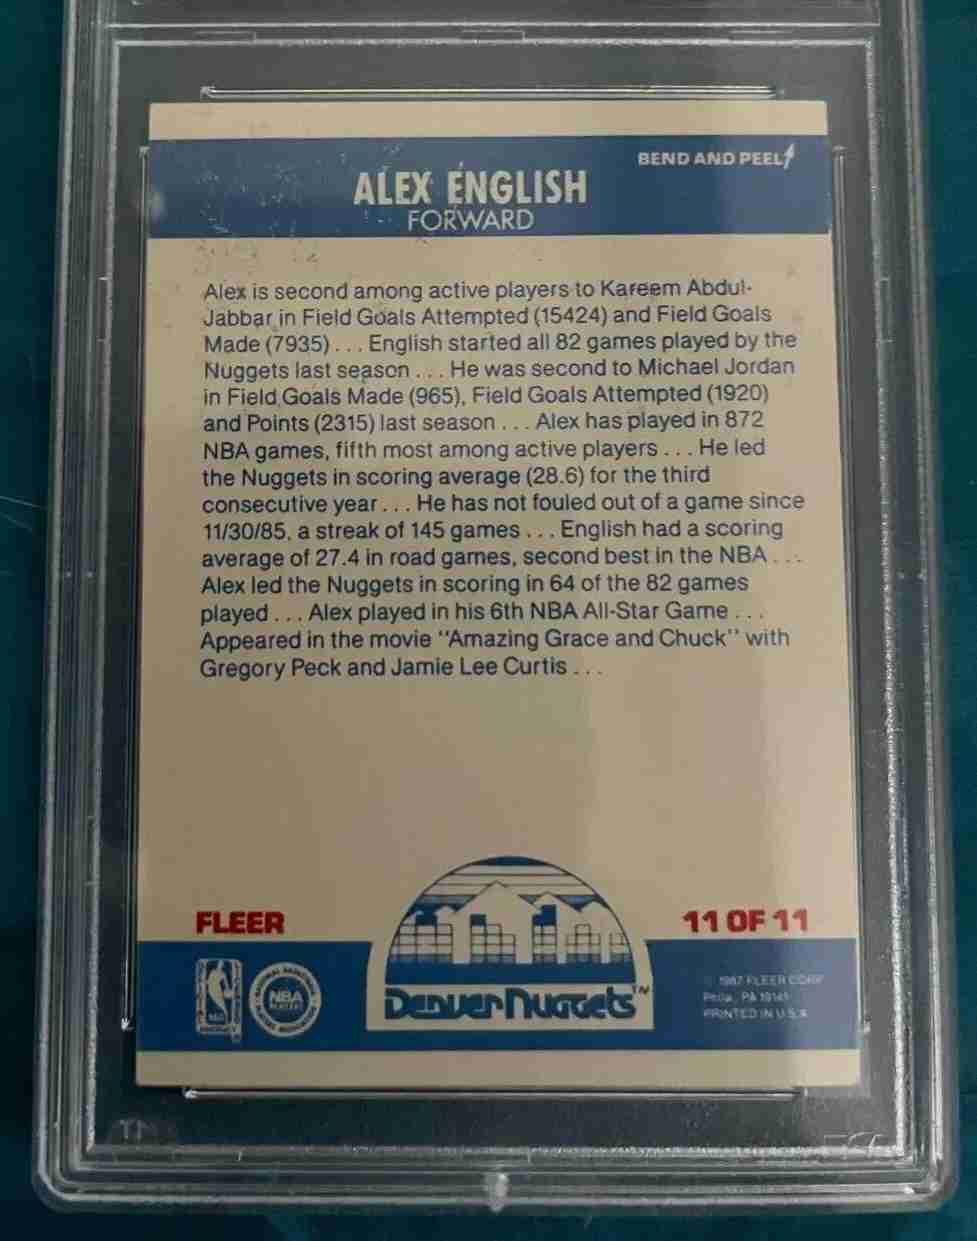 BEND AND PEEL
ALEX ENGLISH
FORWARD
Alex is second among active players to Kareem Abdul-
Jabbar in Field Goals Attempted (15424) and Field Goals
Made (7935) . . . English started all 82 games played by the
Nuggets last season . . . He was second to Michael Jordan
in Field Goals Made (965), Field Goals Attempted (1920)
and Points (2315) last season . . . Alex has played in 872
NBA games, fifth most among active players . . . He led
the Nuggets in scoring average (28.6) for the third
consecutive year . . . He has not fouled out of a game since
11/30/85, a streak of 145 games . . . English had a scoring
average of 27.4 in road games, second best in the NBA . . .
Alex led the Nuggets in scoring in 64 of the 82 games
played . . . Alex played in his 6th NBA All-Star Game . . .
Appeared in the movie "Amazing Grace and Chuck" with
Gregory Peck and Jamie Lee Curtis . . .
FLEER
11 OF 11
NBA
PLAYERS
Denver Nuggets™
1987 FLEER CORP
Phila., PA 19141
PRINTED IN U.S.A.